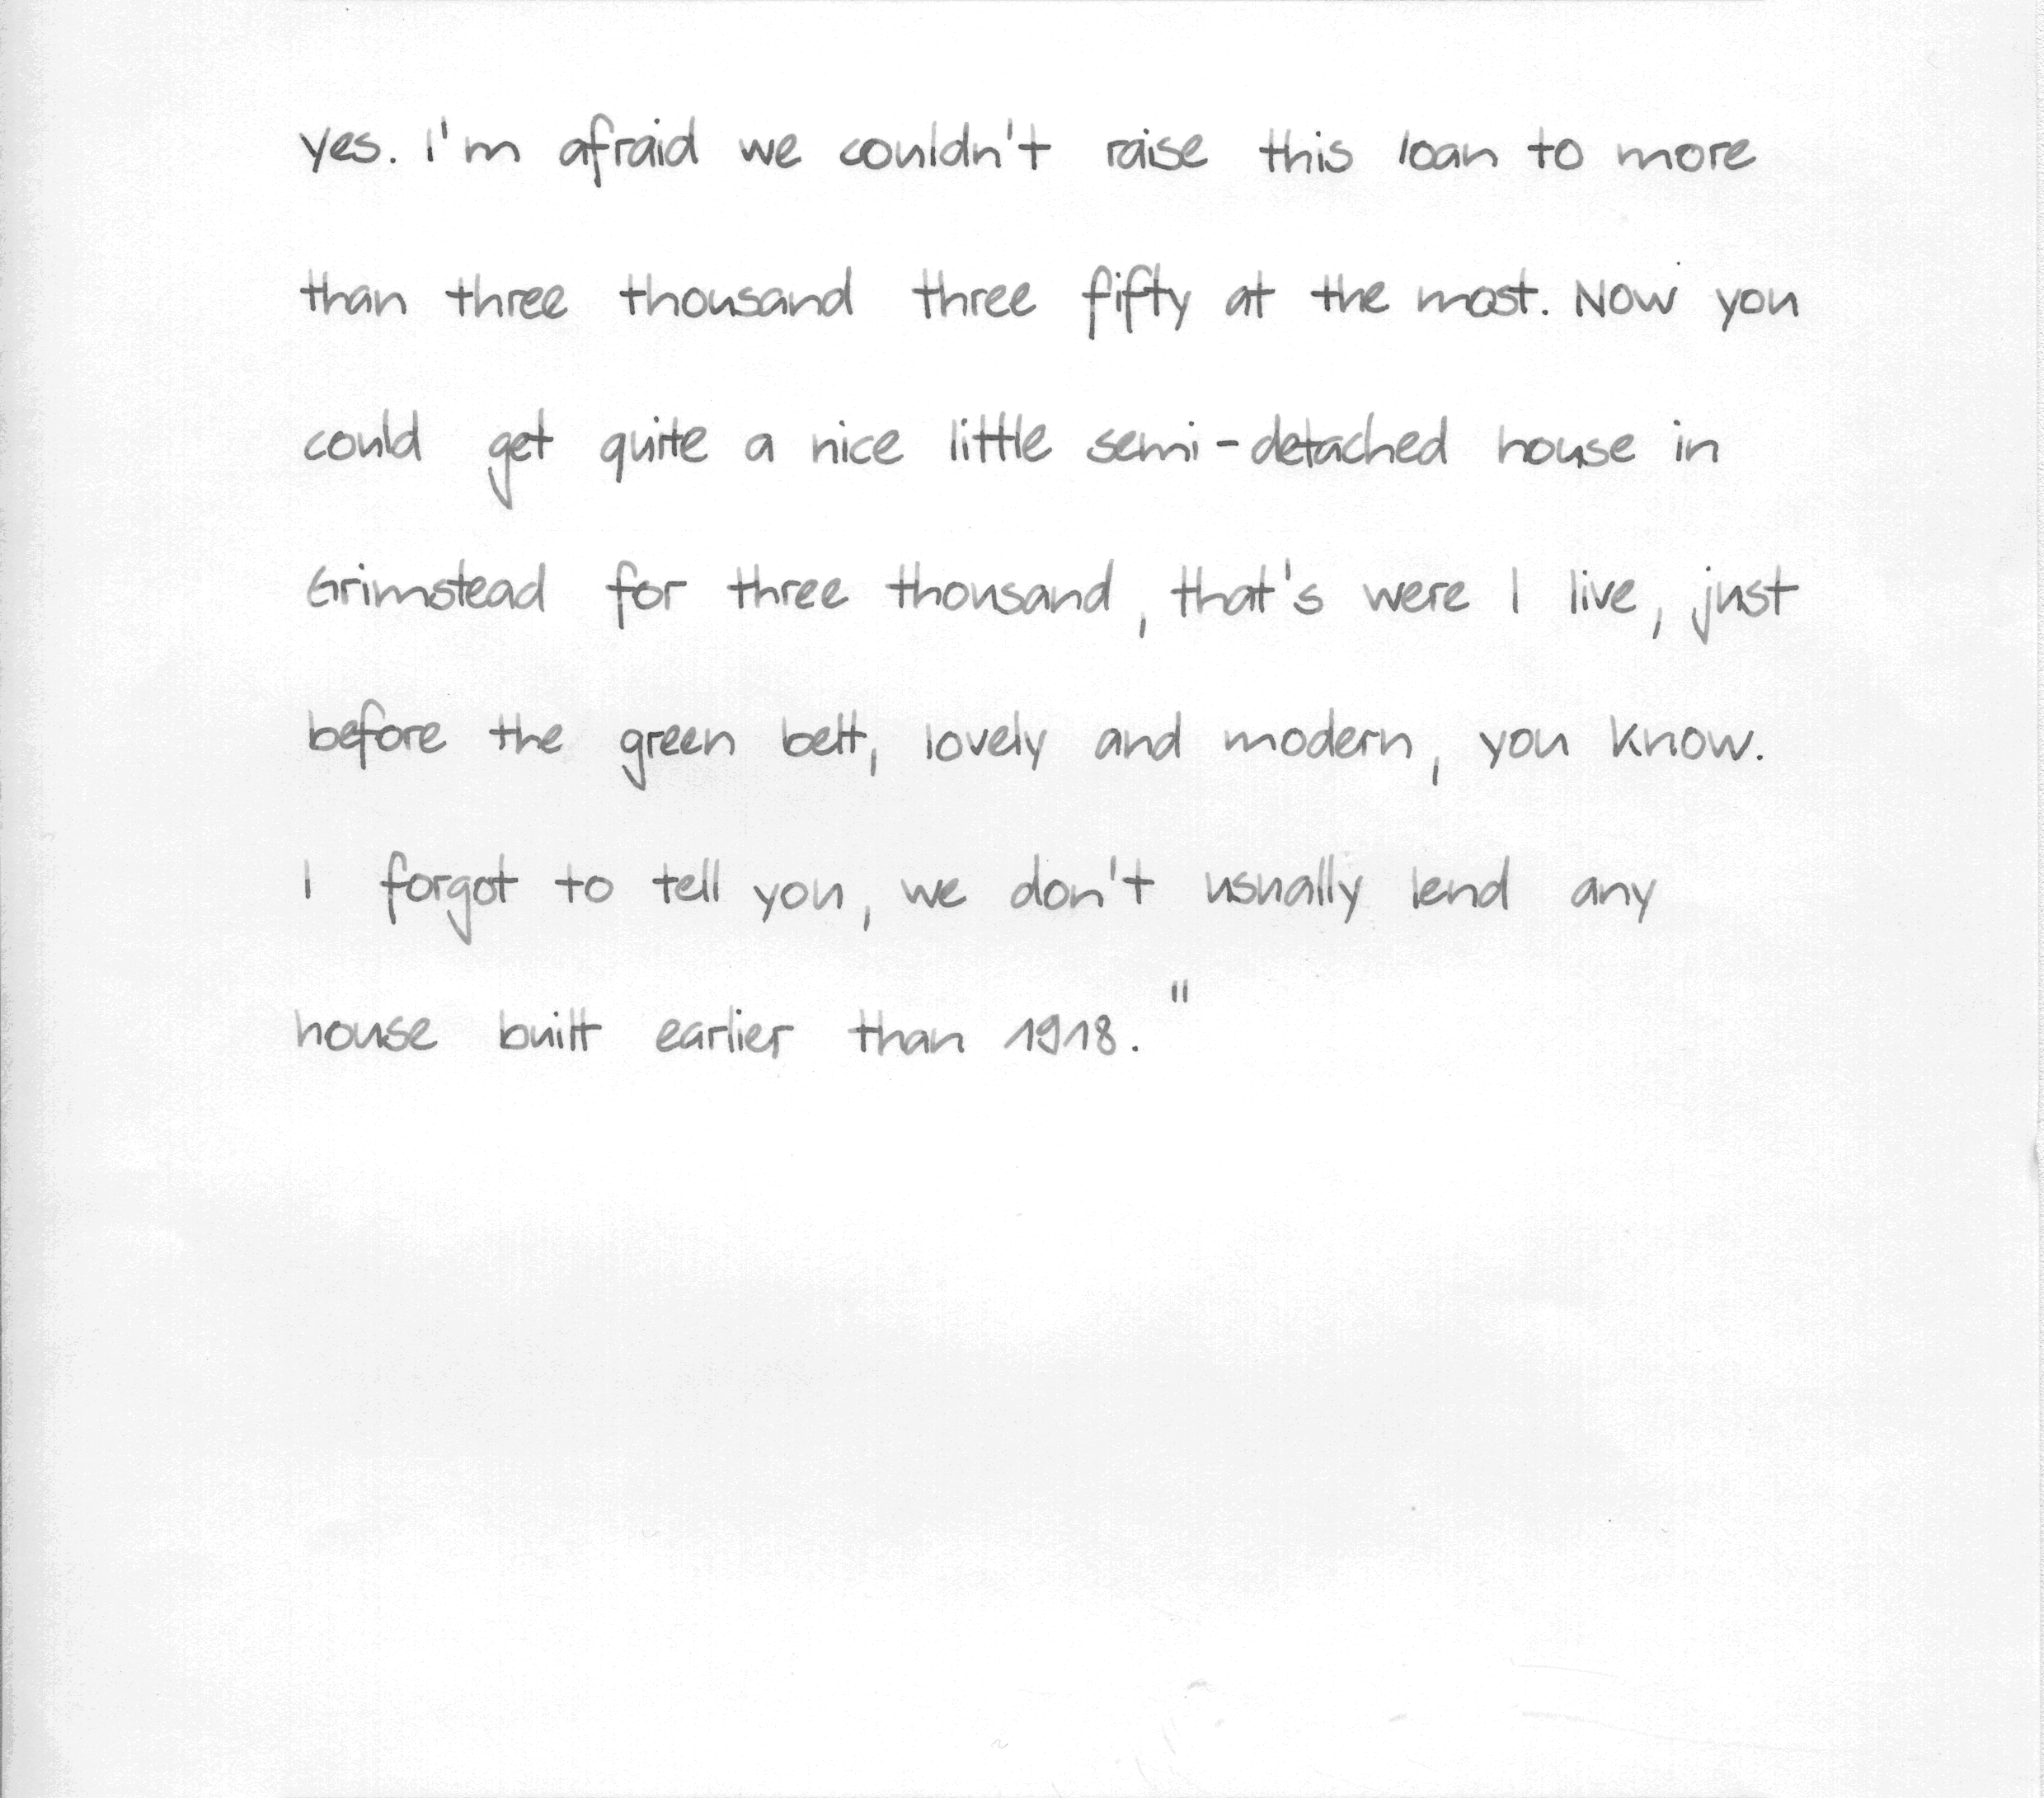 yes. I'm afraid we couldn't raise this loan to more
than three thousand three fifty at the most. Now you
could get quite a nice little semi-detached house in
Grimstead for three thousand, that's were I live, just
before the green belt, lovely and modern, you know.
I forgot to tell you, we don't usually lend any
house built earlier than 1918."